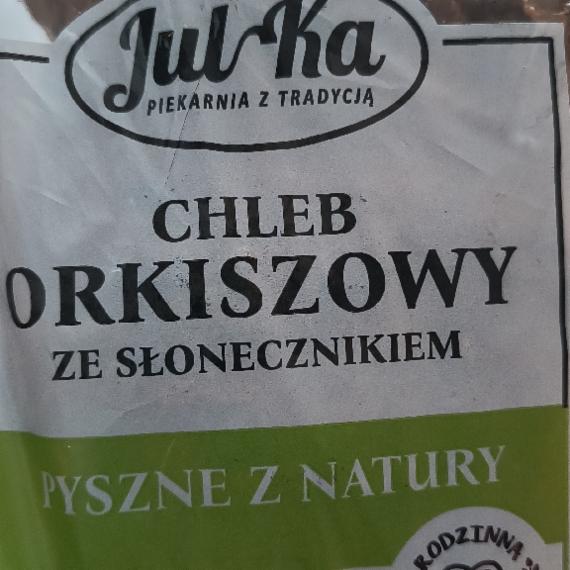 Jul-Ka
PIEKARNIA Z TRADYCJĄ
CHLEB
ORKISZOWY
ZE SŁONECZNIKIEM
PYSZNE Z NATURY
RODZINNA